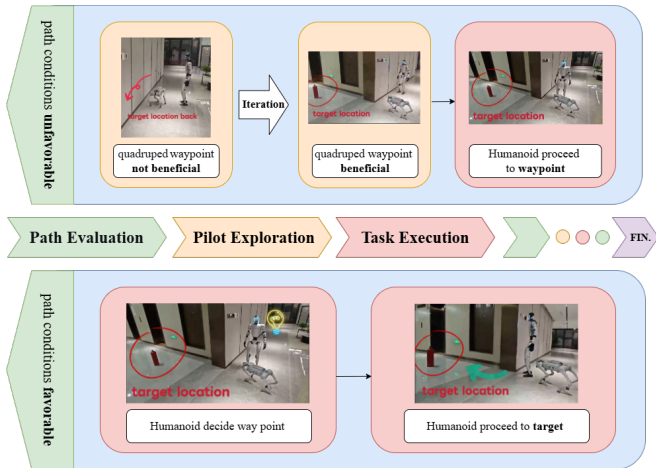 path conditions
unfavorable
target location back
quadruped waypoint
not beneficial
Iteration
target location
quadruped waypoint
beneficial
target location
Humanoid proceed
to waypoint
Path Evaluation
Pilot Exploration
Task Execution
FIN.
path conditions
favorable
target location
Humanoid decide way point
target location
Humanoid proceed to target